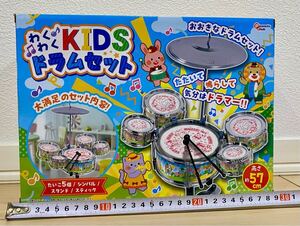 わくわく KIDS
ドラムセット
おおきなドラムセット!
たたいて
鳴らして
気分はドラマー!!
大満足のセット内容!
たいこ5個/シンバル/
スタンド/スティック
高さ
約57cm